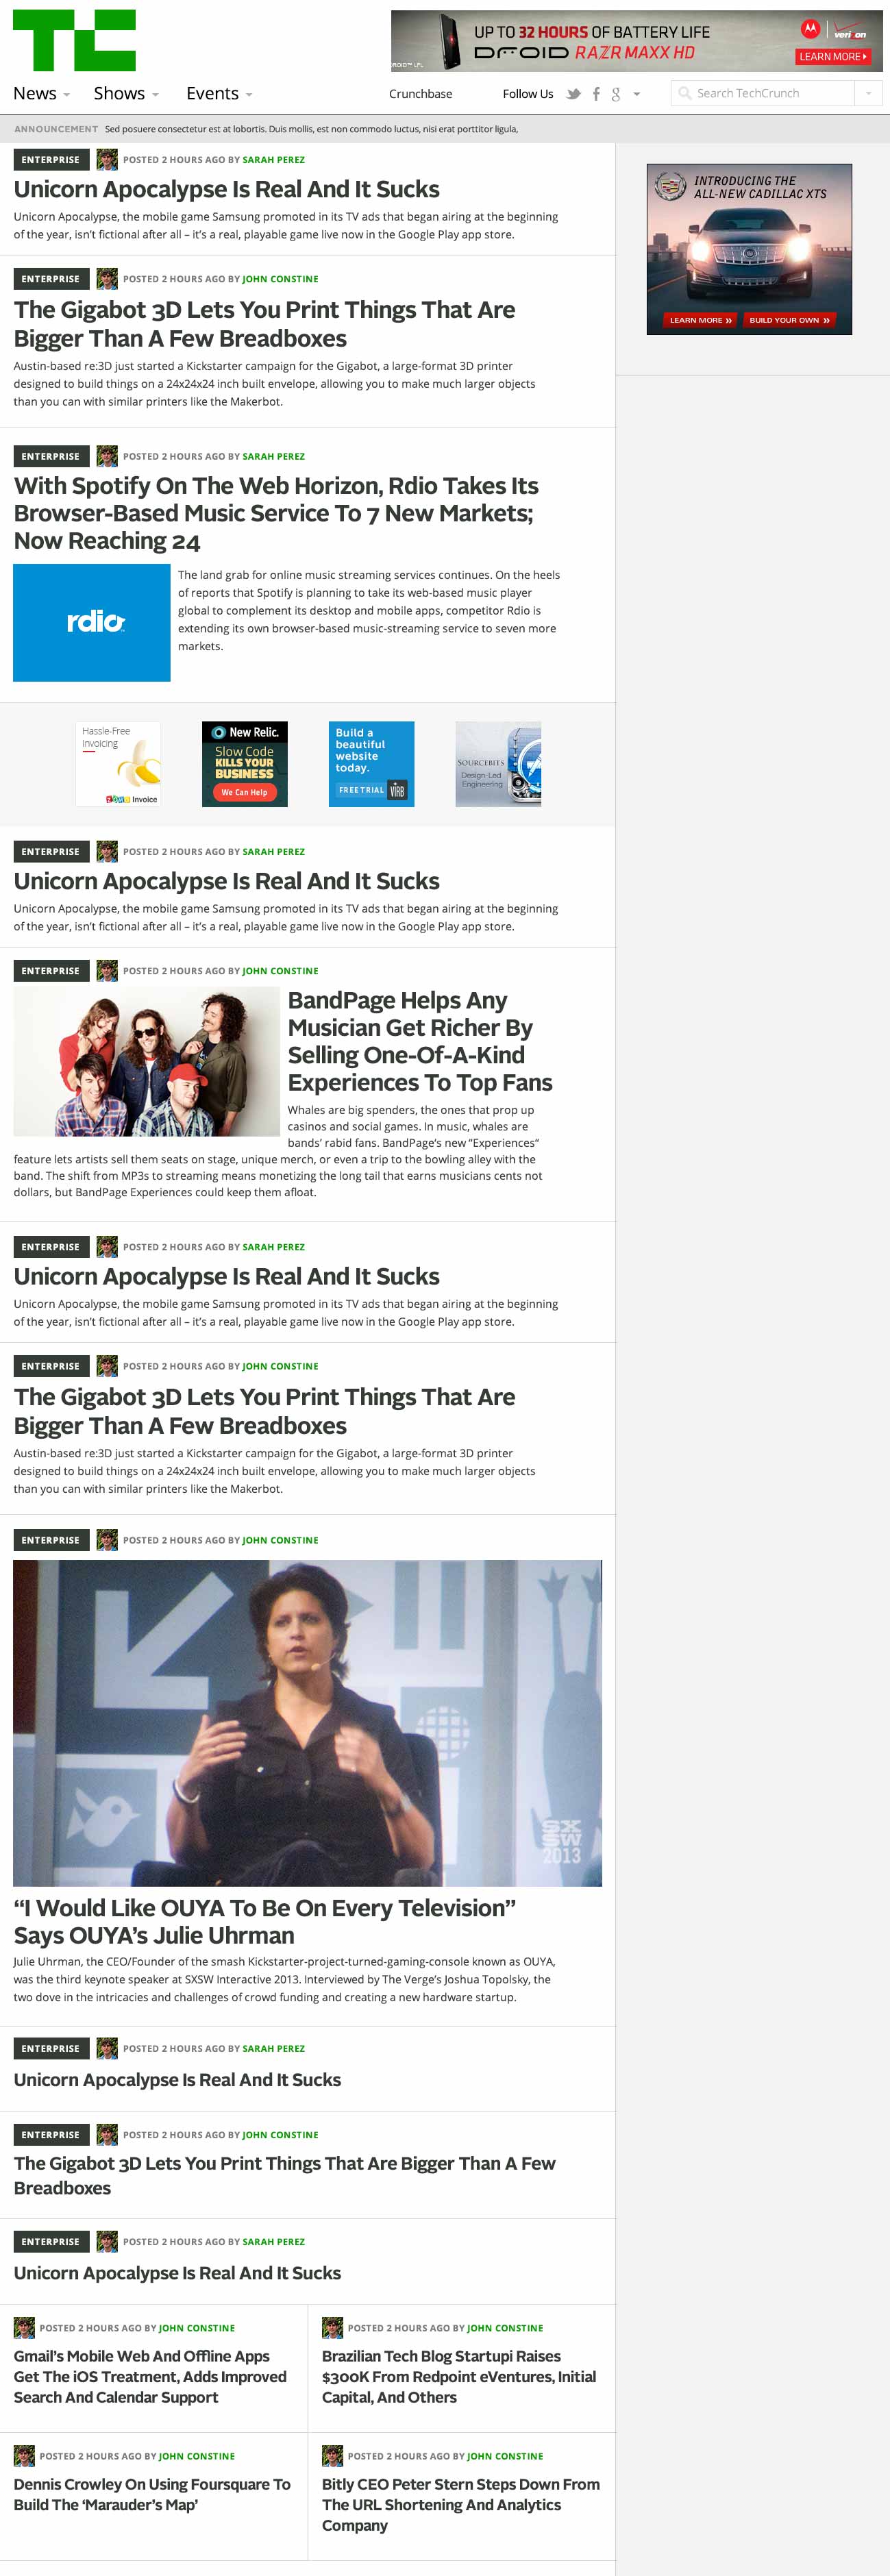 TC
UP TO 32 HOURS OF BATTERY LIFE
DROID RAZR MAXX HD
verizon
LEARN MORE
News
Shows
Events
Crunchbase
Follow Us
Search TechCrunch
ANNOUNCEMENT Sed posuere consectetur est at lobortis. Duis mollis, est non commodo luctus, nisi erat porttitor ligula,
ENTERPRISE POSTED 2 HOURS AGO BY SARAH PEREZ
Unicorn Apocalypse Is Real And It Sucks
Unicorn Apocalypse, the mobile game Samsung promoted in its TV ads that began airing at the beginning
of the year, isn't fictional after all – it's a real, playable game live now in the Google Play app store.
INTRODUCING THE
ALL-NEW CADILLAC XTS
LEARN MORE »
BUILD YOUR OWN »
ENTERPRISE POSTED 2 HOURS AGO BY JOHN CONSTINE
The Gigabot 3D Lets You Print Things That Are
Bigger Than A Few Breadboxes
Austin-based re:3D just started a Kickstarter campaign for the Gigabot, a large-format 3D printer
designed to build things on a 24x24x24 inch built envelope, allowing you to make much larger objects
than you can with similar printers like the Makerbot.
ENTERPRISE POSTED 2 HOURS AGO BY SARAH PEREZ
With Spotify On The Web Horizon, Rdio Takes Its
Browser-Based Music Service To 7 New Markets;
Now Reaching 24
rdio
The land grab for online music streaming services continues. On the heels
of reports that Spotify is planning to take its web-based music player
global to complement its desktop and mobile apps, competitor Rdio is
extending its own browser-based music-streaming service to seven more
markets.
Hassle-Free
Invoicing
ZOHO Invoice
New Relic.
Slow Code
KILLS YOUR
BUSINESS
We Can Help
Build a
beautiful
website
today.
FREE TRIAL VIRB
SOURCEBITS
Design-Led
Engineering
ENTERPRISE POSTED 2 HOURS AGO BY SARAH PEREZ
Unicorn Apocalypse Is Real And It Sucks
Unicorn Apocalypse, the mobile game Samsung promoted in its TV ads that began airing at the beginning
of the year, isn't fictional after all – it's a real, playable game live now in the Google Play app store.
ENTERPRISE POSTED 2 HOURS AGO BY JOHN CONSTINE
BandPage Helps Any
Musician Get Richer By
Selling One-Of-A-Kind
Experiences To Top Fans
Whales are big spenders, the ones that prop up
casinos and social games. In music, whales are
bands' rabid fans. BandPage's new "Experiences"
feature lets artists sell them seats on stage, unique merch, or even a trip to the bowling alley with the
band. The shift from MP3s to streaming means monetizing the long tail that earns musicians cents not
dollars, but BandPage Experiences could keep them afloat.
ENTERPRISE POSTED 2 HOURS AGO BY SARAH PEREZ
Unicorn Apocalypse Is Real And It Sucks
Unicorn Apocalypse, the mobile game Samsung promoted in its TV ads that began airing at the beginning
of the year, isn't fictional after all – it's a real, playable game live now in the Google Play app store.
ENTERPRISE POSTED 2 HOURS AGO BY JOHN CONSTINE
The Gigabot 3D Lets You Print Things That Are
Bigger Than A Few Breadboxes
Austin-based re:3D just started a Kickstarter campaign for the Gigabot, a large-format 3D printer
designed to build things on a 24x24x24 inch built envelope, allowing you to make much larger objects
than you can with similar printers like the Makerbot.
ENTERPRISE POSTED 2 HOURS AGO BY JOHN CONSTINE
SX
SW
2013
“I Would Like OUYA To Be On Every Television”
Says OUYA’s Julie Uhrman
Julie Uhrman, the CEO/Founder of the smash Kickstarter-project-turned-gaming-console known as OUYA,
was the third keynote speaker at SXSW Interactive 2013. Interviewed by The Verge's Joshua Topolsky, the
two dove in the intricacies and challenges of crowd funding and creating a new hardware startup.
ENTERPRISE POSTED 2 HOURS AGO BY SARAH PEREZ
Unicorn Apocalypse Is Real And It Sucks
ENTERPRISE POSTED 2 HOURS AGO BY JOHN CONSTINE
The Gigabot 3D Lets You Print Things That Are Bigger Than A Few
Breadboxes
ENTERPRISE POSTED 2 HOURS AGO BY SARAH PEREZ
Unicorn Apocalypse Is Real And It Sucks
POSTED 2 HOURS AGO BY JOHN CONSTINE
Gmail’s Mobile Web And Offline Apps
Get The iOS Treatment, Adds Improved
Search And Calendar Support
POSTED 2 HOURS AGO BY JOHN CONSTINE
Brazilian Tech Blog Startupi Raises
$300K From Redpoint eVentures, Initial
Capital, And Others
POSTED 2 HOURS AGO BY JOHN CONSTINE
Dennis Crowley On Using Foursquare To
Build The ‘Marauder’s Map’
POSTED 2 HOURS AGO BY JOHN CONSTINE
Bitly CEO Peter Stern Steps Down From
The URL Shortening And Analytics
Company